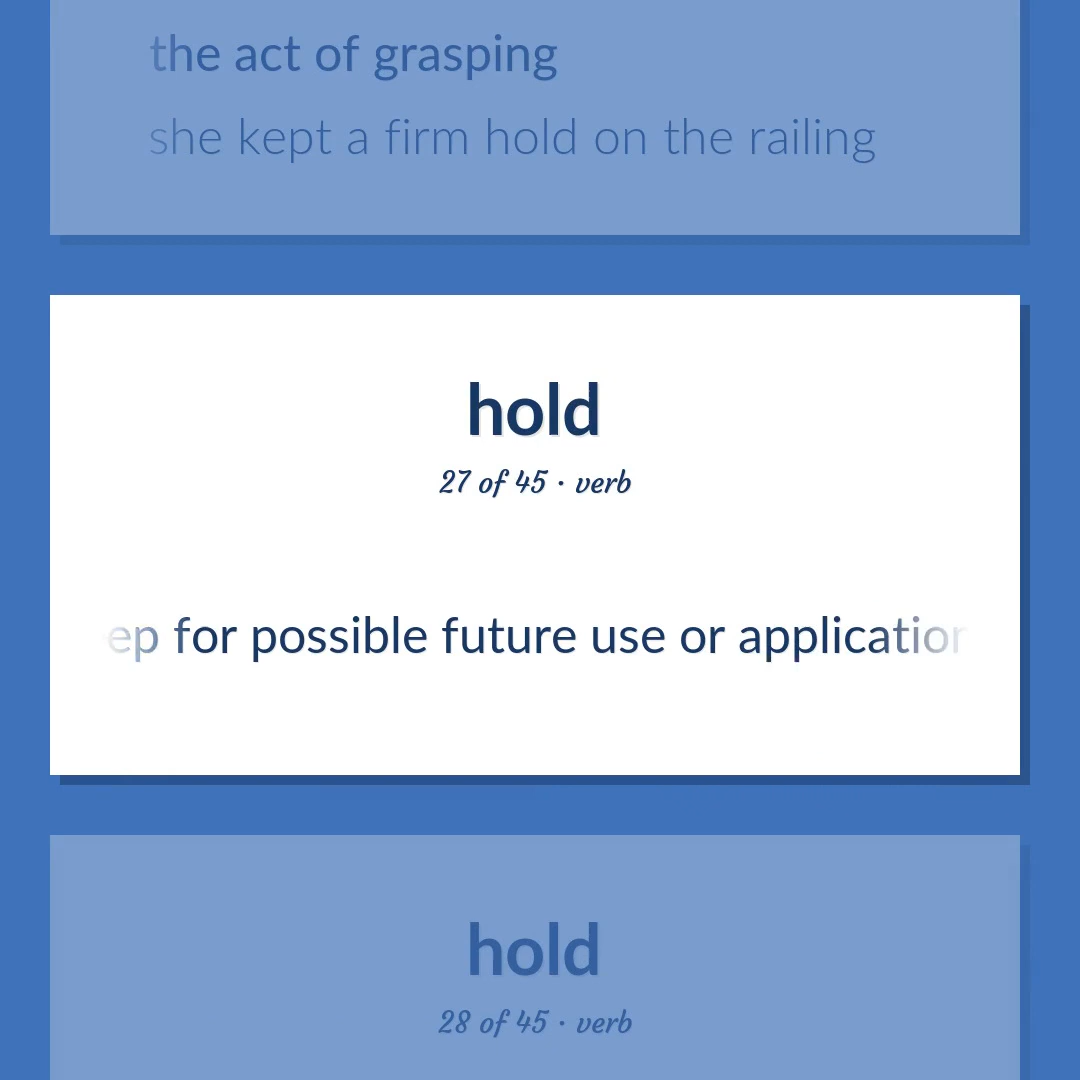 the act of grasping
she kept a firm hold on the railing
hold
27 of 45 · verb
ep for possible future use or application
hold
28 of 45 · verb